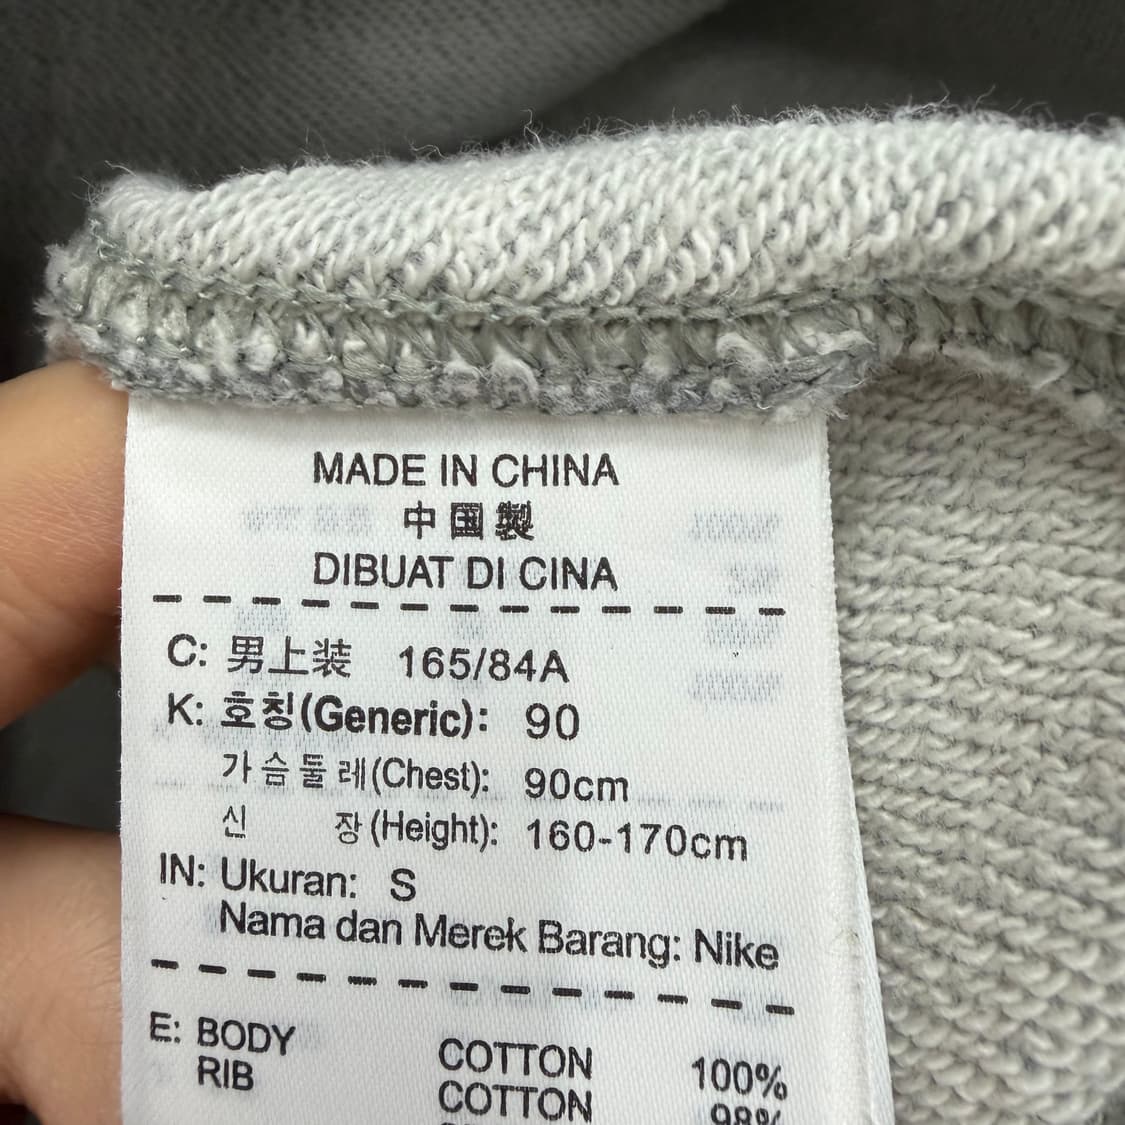 MADE IN CHINA
中国製
DIBUAT DI CINA
C: 男上装 165/84A
K: 호칭(Generic): 90
가슴둘레(Chest): 90cm
신 장(Height): 160-170cm
IN: Ukuran: S
Nama dan Merek Barang: Nike
E: BODY COTTON 100%
RIB COTTON 98%